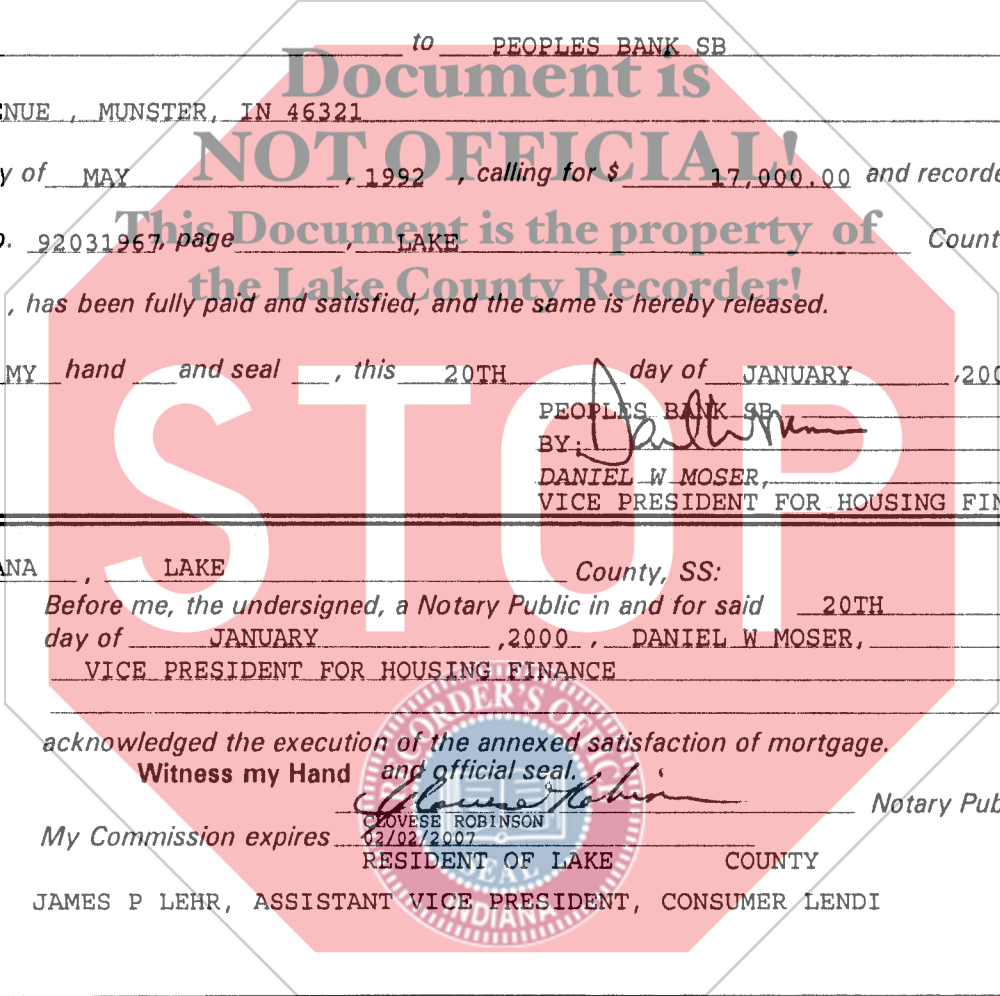 to PEOPLES BANK SB
Document is
ENUE , MUNSTER, IN 46321
NOT OFFICIAL!
y of MAY , 1992 , calling for $ 17,000.00 and recorde
This Document is the property of
. 92031967, page , LAKE Count
the Lake County Recorder!
, has been fully paid and satisfied, and the same is hereby released.
MY hand and seal , this 20TH day of JANUARY ,200
STOP
PEOPLES BANK SB
BY:
DANIEL W MOSER,
VICE PRESIDENT FOR HOUSING FIN
ANA , LAKE County, SS:
Before me, the undersigned, a Notary Public in and for said 20TH
day of JANUARY ,2000 , DANIEL W MOSER,
VICE PRESIDENT FOR HOUSING FINANCE
RECORDER'S OFFICE
acknowledged the execution of the annexed satisfaction of mortgage.
Witness my Hand and official seal.
Clovese Robinson
Notary Pub
CLOVESE ROBINSON
My Commission expires 02/02/2007
RESIDENT OF LAKE COUNTY
SEAL
INDIANA
JAMES P LEHR, ASSISTANT VICE PRESIDENT, CONSUMER LENDI